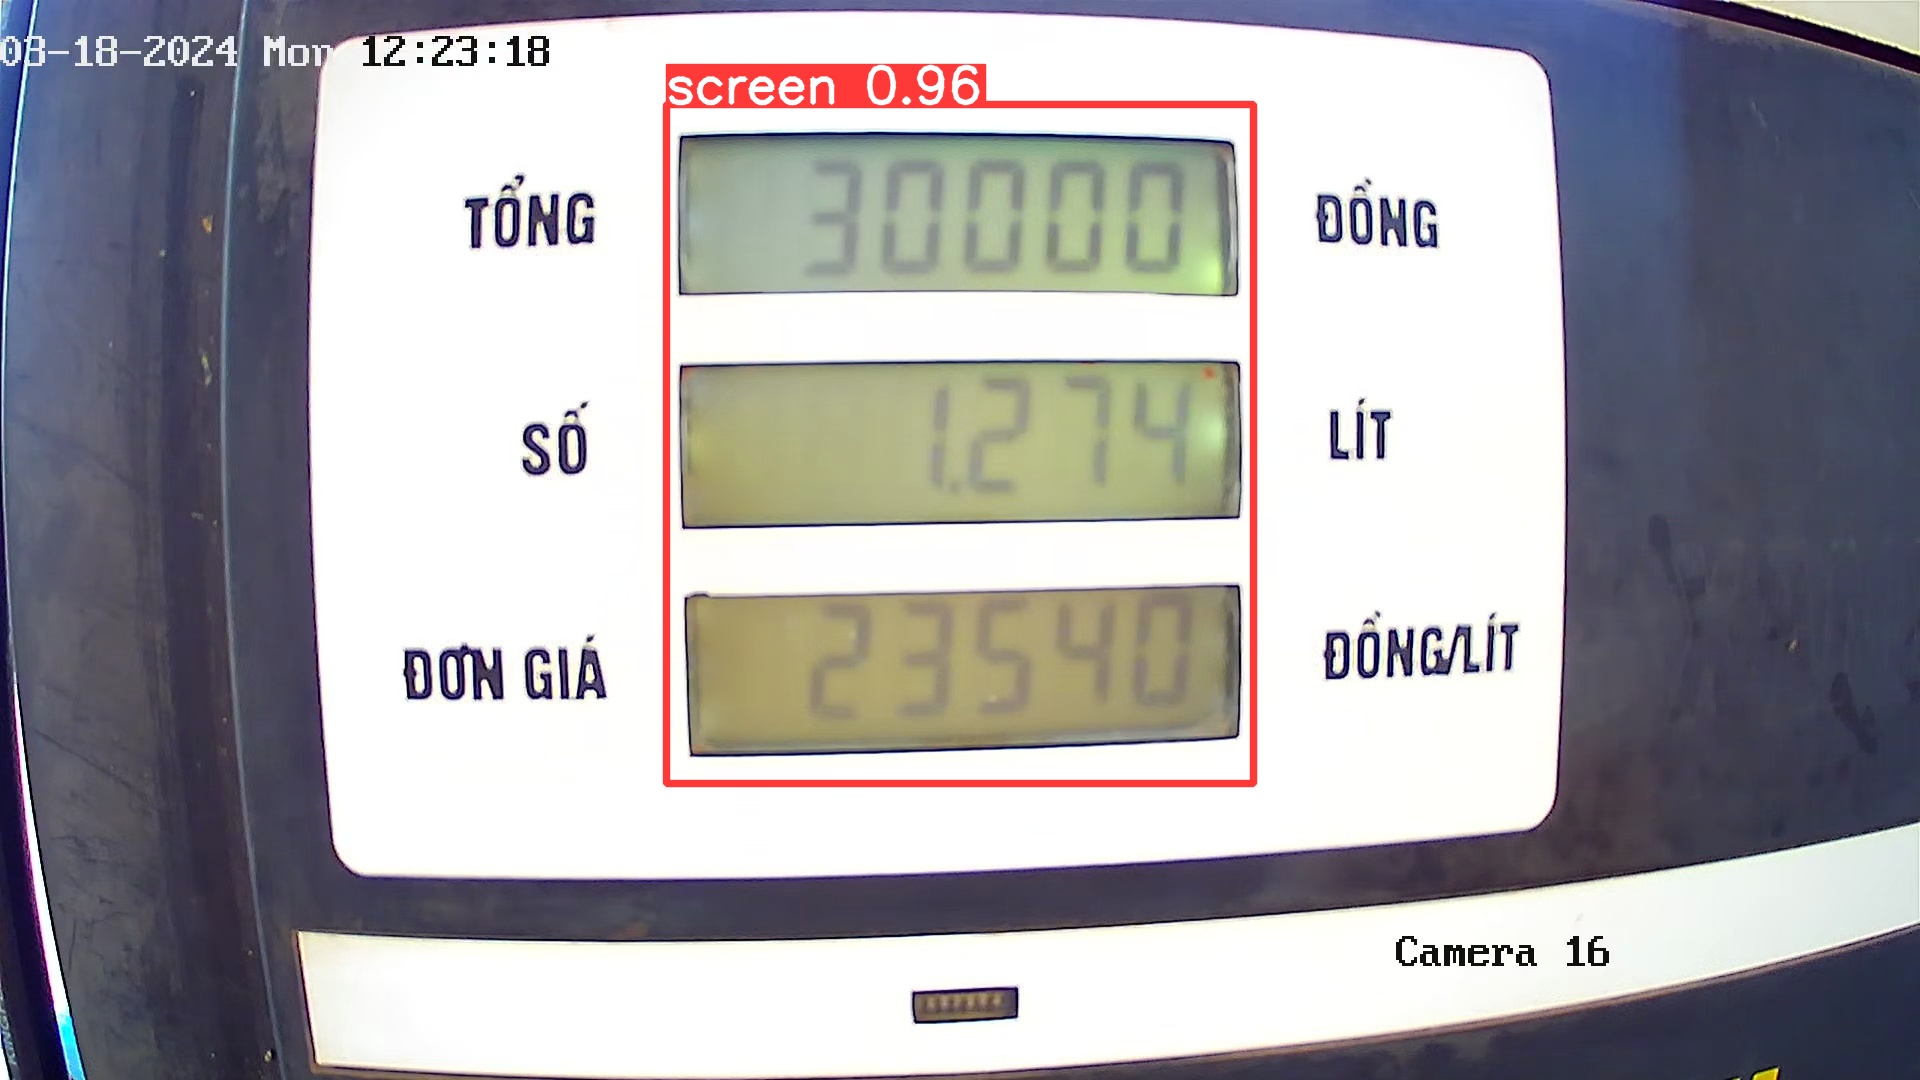 03-18-2024 Mon 12:23:18
screen 0.96
TỔNG 30000 ĐỒNG
SỐ 1.274 LÍT
ĐƠN GIÁ 23540 ĐỒNG/LÍT
Camera 16